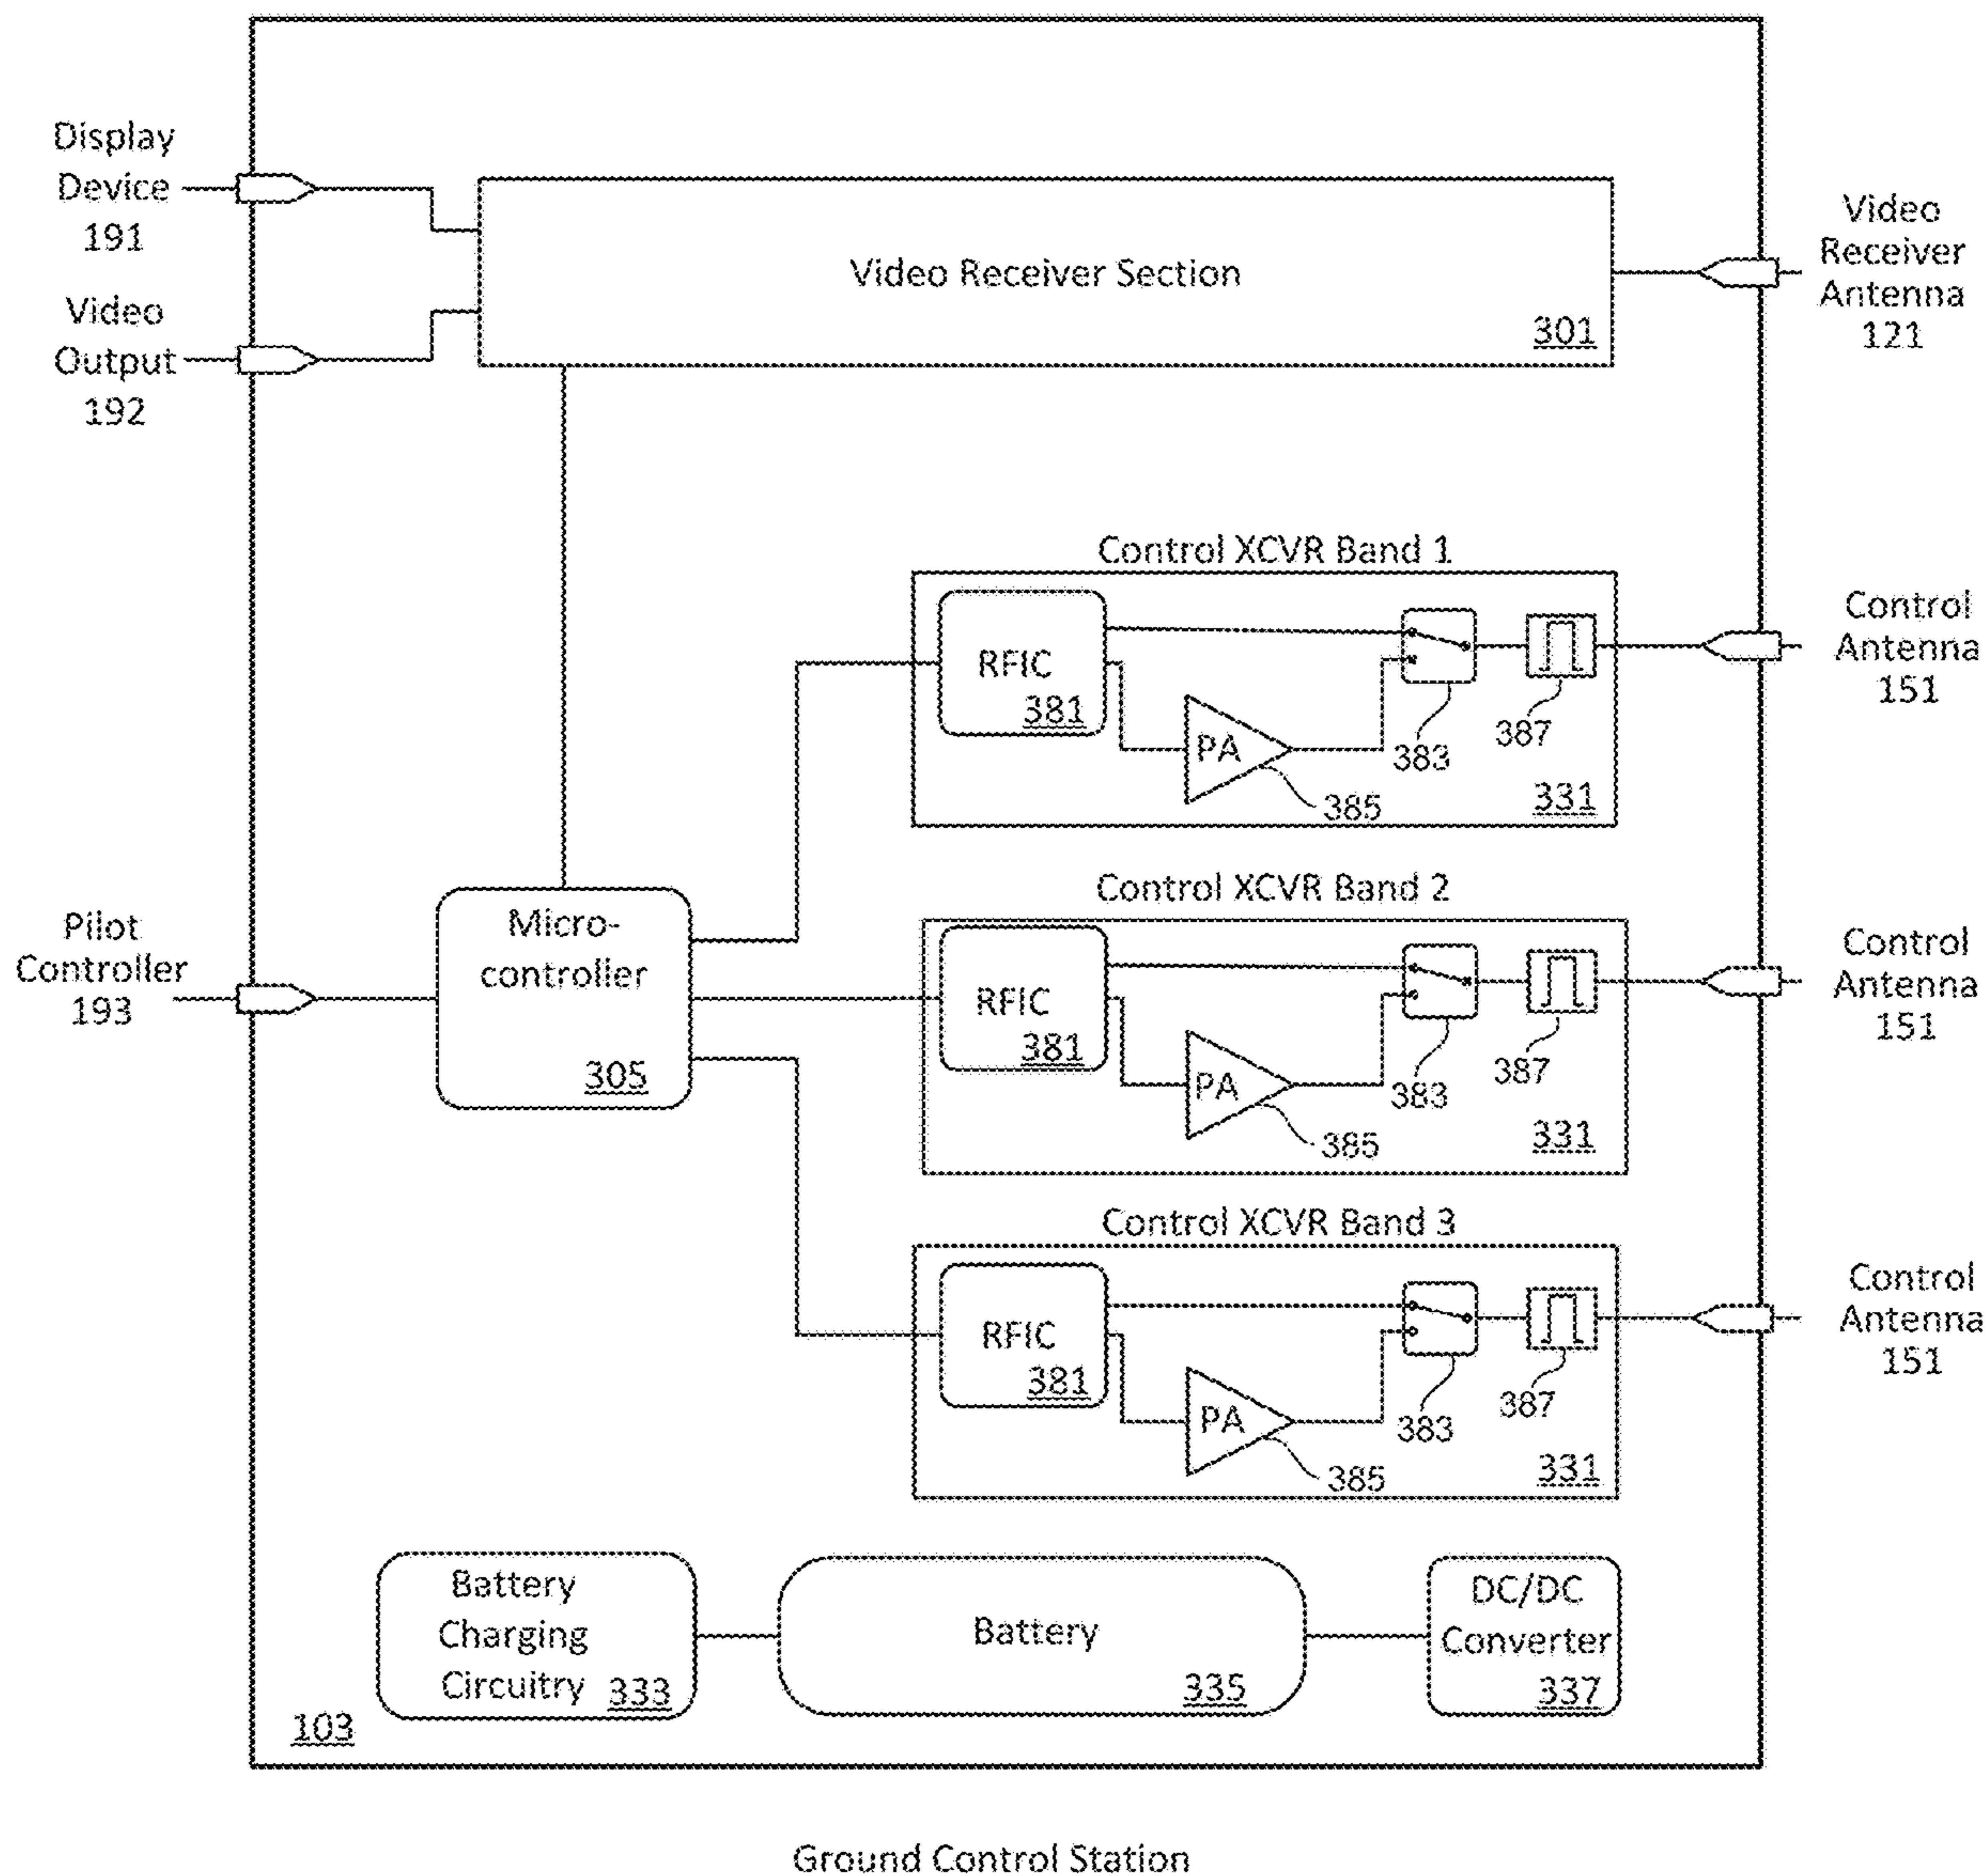 Display
Device
191
Video
Output
192
Video Receiver Section
301
Video
Receiver
Antenna
121
Control XCVR Band 1
RFIC
381
PA
385
383
387
331
Control
Antenna
151
Pilot
Controller
193
Micro-
controller
305
Control XCVR Band 2
RFIC
381
PA
385
383
387
331
Control
Antenna
151
Control XCVR Band 3
RFIC
381
PA
385
383
387
331
Control
Antenna
151
Battery
Charging
Circuitry 333
Battery
335
DC/DC
Converter
337
103
Ground Control Station